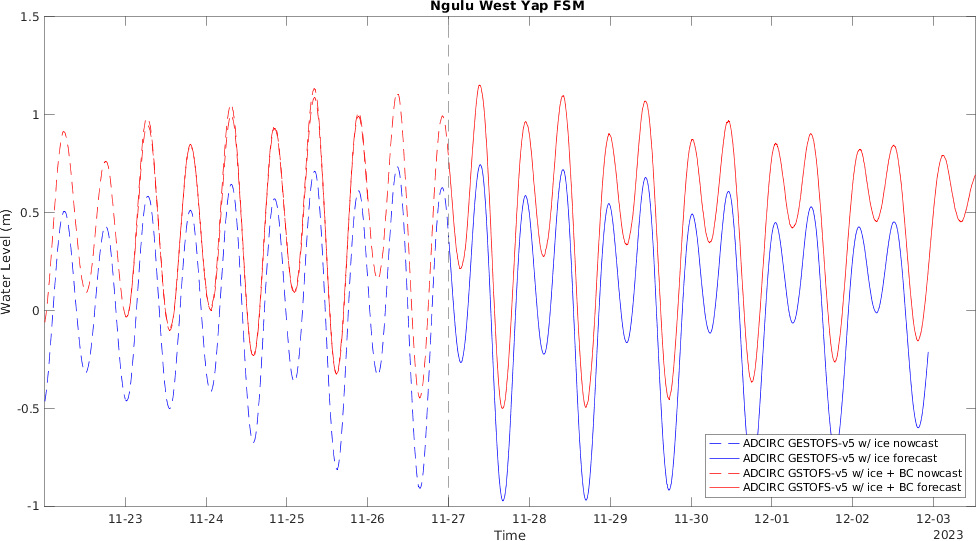 Ngulu West Yap FSM
1.5
1
0.5
0
-0.5
-1
Water Level (m)
ADCIRC GESTOFS-v5 w/ ice nowcast
ADCIRC GESTOFS-v5 w/ ice forecast
ADCIRC GSTOFS-v5 w/ ice + BC nowcast
ADCIRC GSTOFS-v5 w/ ice + BC forecast
11-23 11-24 11-25 11-26 11-27 11-28 11-29 11-30 12-01 12-02 12-03
2023
Time